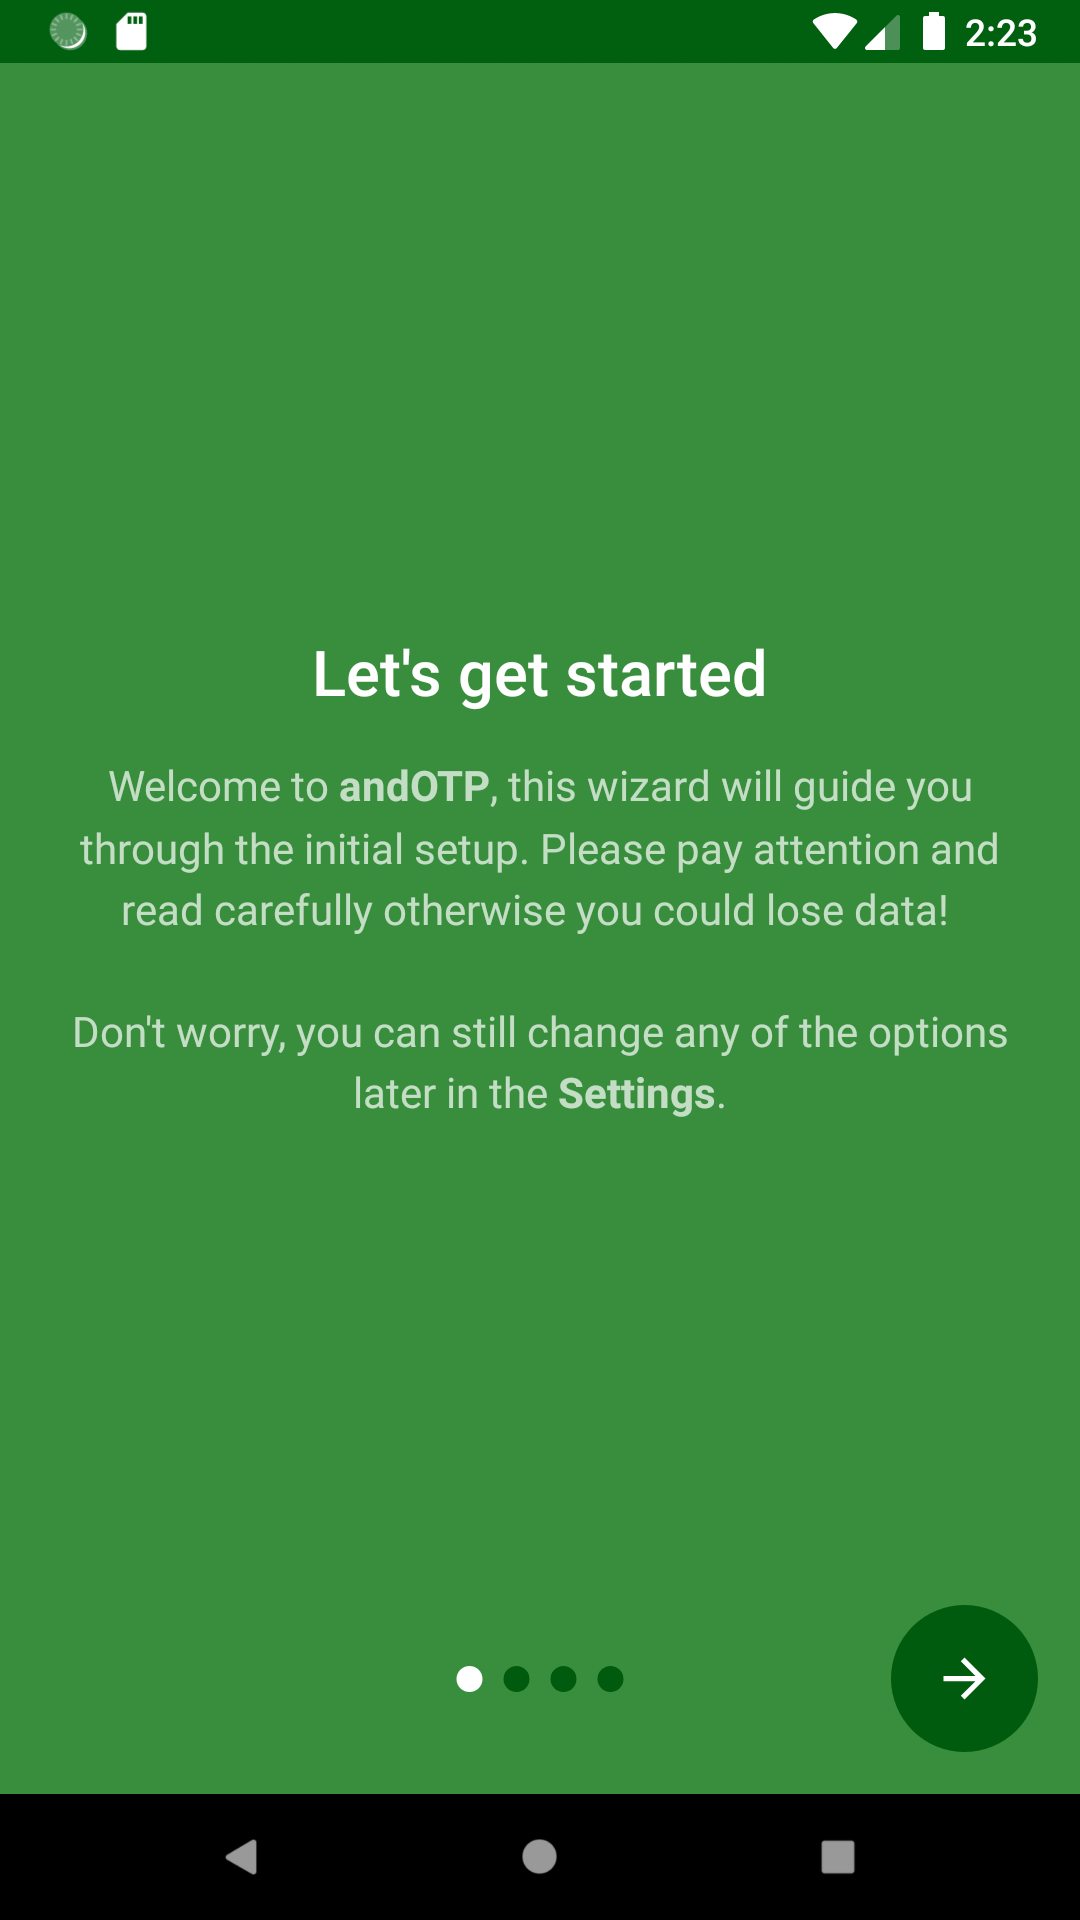 2:23
Let's get started
Welcome to andOTP, this wizard will guide you
through the initial setup. Please pay attention and
read carefully otherwise you could lose data!
Don't worry, you can still change any of the options
later in the Settings.